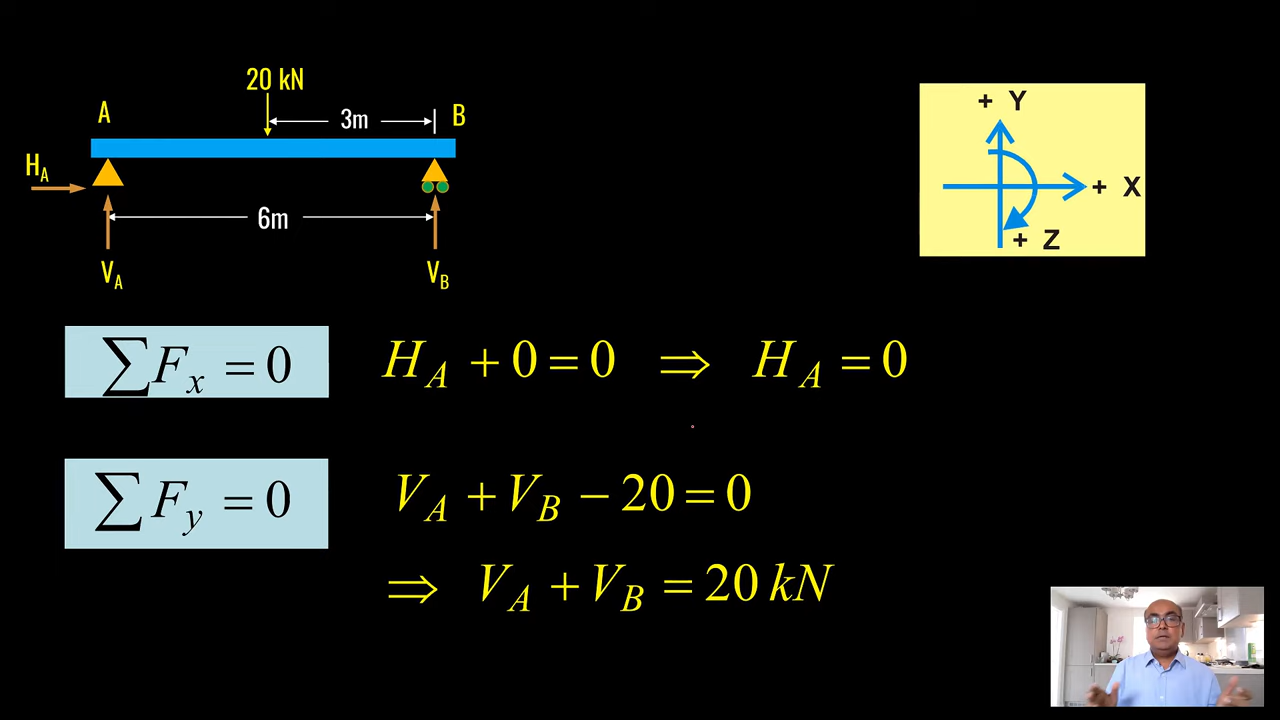 20 kN
A
3m
B
H_A
6m
V_A
V_B
+ Y
+ X
+ Z
∑F_x = 0
H_A + 0 = 0 ⇒ H_A = 0
∑F_y = 0
V_A + V_B − 20 = 0
⇒ V_A + V_B = 20 kN